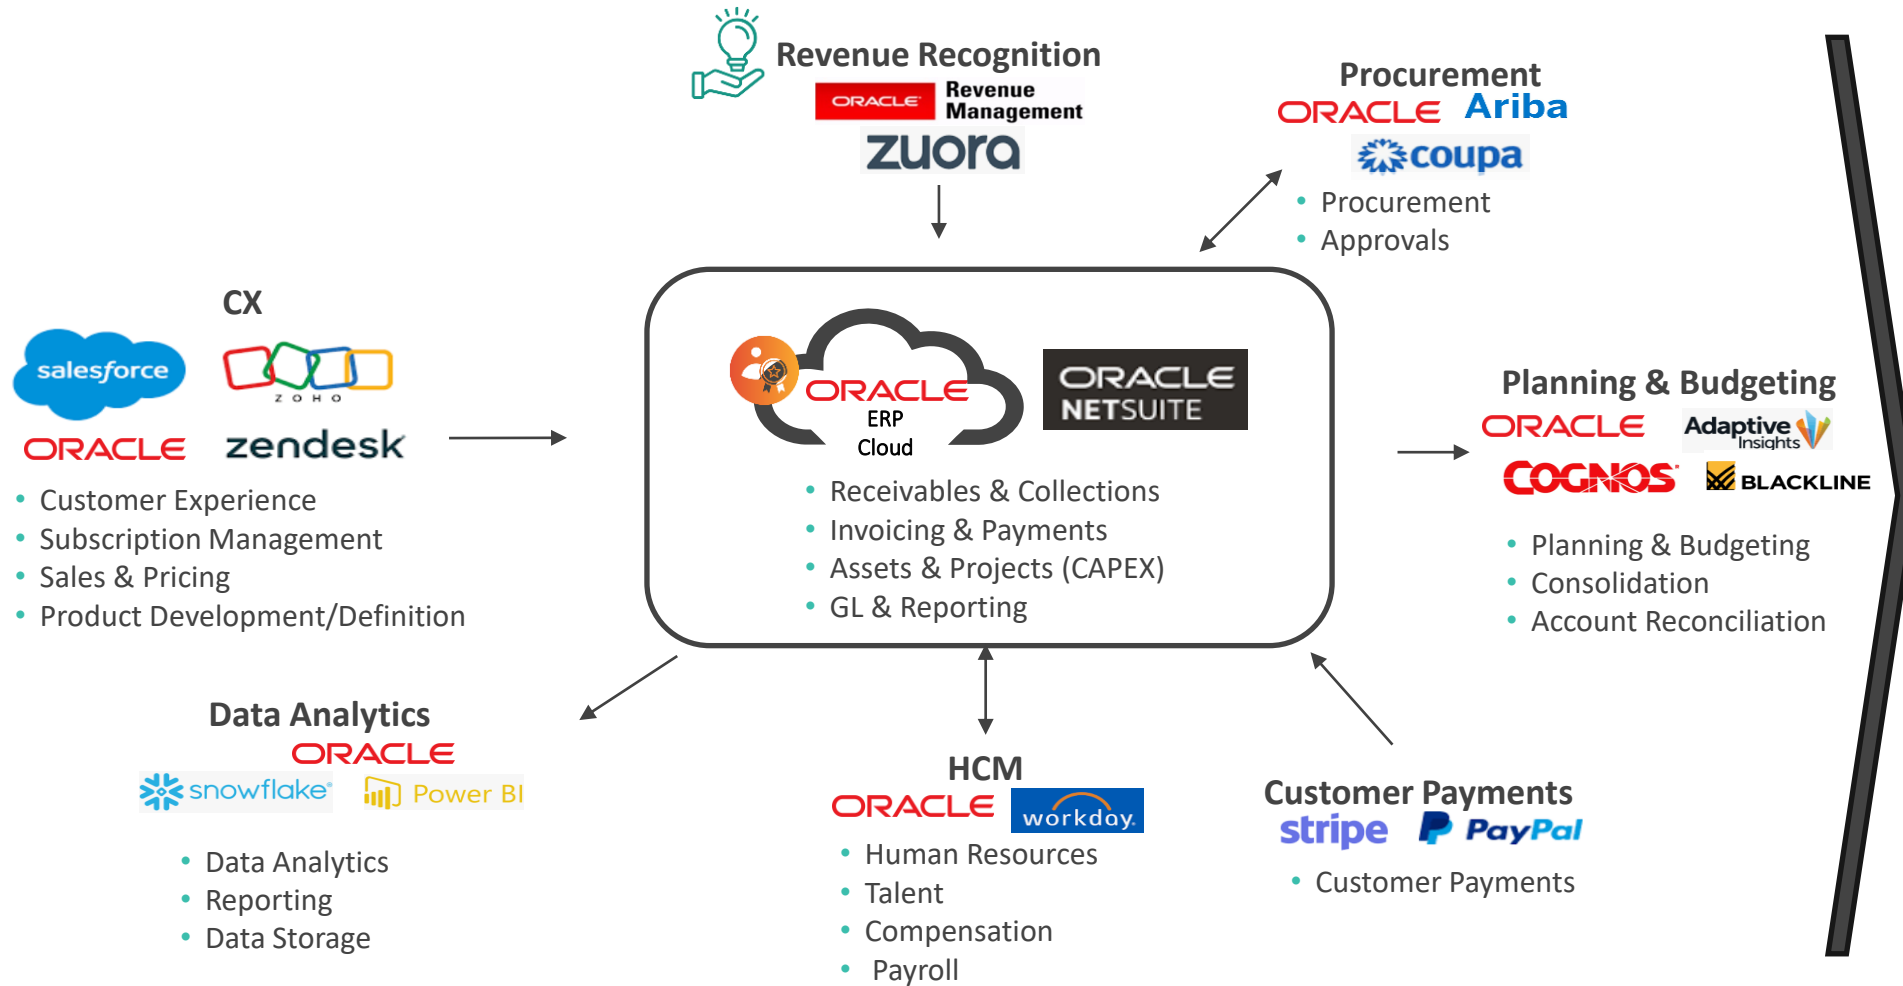 Revenue Recognition
ORACLE Revenue
Management
zuora
Procurement
ORACLE Ariba
coupa
• Procurement
• Approvals
CX
salesforce ZOHO
ORACLE zendesk
• Customer Experience
• Subscription Management
• Sales & Pricing
• Product Development/Definition
ORACLE
ERP
Cloud
ORACLE
NETSUITE
• Receivables & Collections
• Invoicing & Payments
• Assets & Projects (CAPEX)
• GL & Reporting
Planning & Budgeting
ORACLE Adaptive
Insights
COGNOS BLACKLINE
• Planning & Budgeting
• Consolidation
• Account Reconciliation
Data Analytics
ORACLE
snowflake Power BI
• Data Analytics
• Reporting
• Data Storage
HCM
ORACLE workday.
• Human Resources
• Talent
• Compensation
• Payroll
Customer Payments
stripe PayPal
• Customer Payments